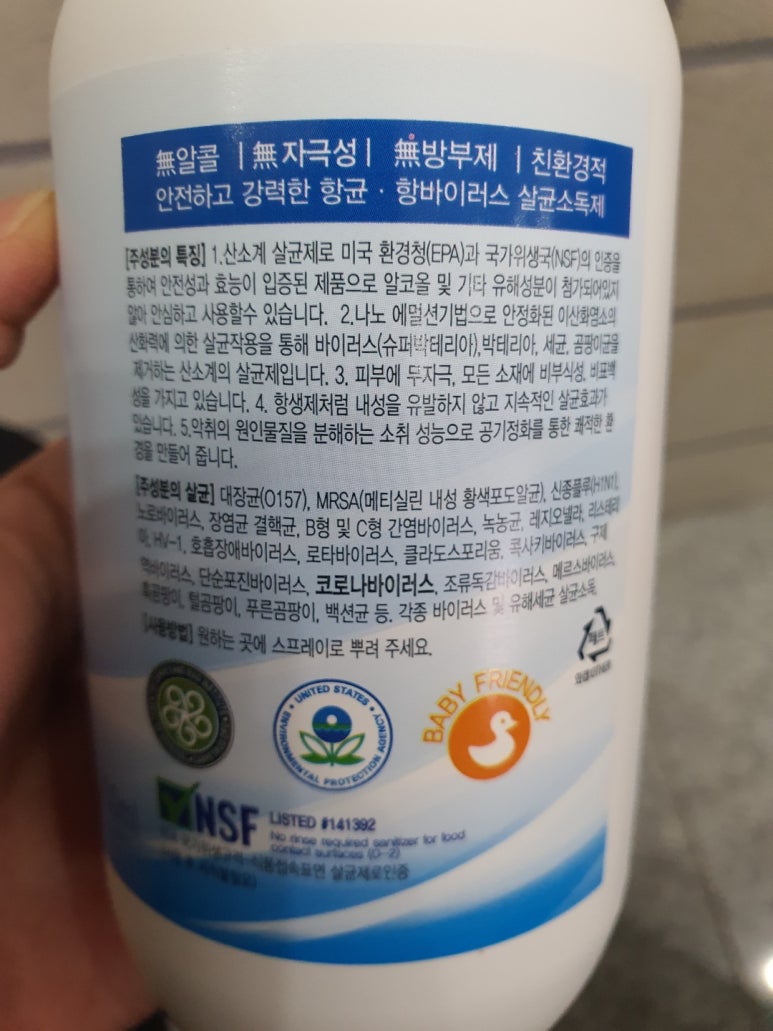 無알콜 | 無자극성 | 無방부제 | 친환경적
안전하고 강력한 항균 · 항바이러스 살균소독제
[주성분의 특징] 1.산소계 살균제로 미국 환경청(EPA)과 국가위생국(NSF)의 인증을
통하여 안전성과 효능이 입증된 제품으로 알코올 및 기타 유해성분이 첨가되어있지
않아 안심하고 사용할수 있습니다. 2.나노 에멀션기법으로 안정화된 이산화염소의
산화력에 의한 살균작용을 통해 바이러스(슈퍼박테리아),박테리아, 세균, 곰팡이균을
제거하는 산소계의 살균제입니다. 3. 피부에 무자극, 모든 소재에 비부식성, 비표백
성을 가지고 있습니다. 4. 항생제처럼 내성을 유발하지 않고 지속적인 살균효과가
있습니다. 5.악취의 원인물질을 분해하는 소취 성능으로 공기정화를 통한 쾌적한 환
경을 만들어 줍니다.
[주성분의 살균] 대장균(O157), MRSA(메티실린 내성 황색포도알균), 신종플루(H1N1),
노로바이러스, 장염균 결핵균, B형 및 C형 간염바이러스, 녹농균, 레지오넬라, 리스테리
아, HV-1, 호흡장애바이러스, 로타바이러스, 클라도스포리움, 콕사키바이러스, 구제
역바이러스, 단순포진바이러스, 코로나바이러스, 조류독감바이러스, 메르스바이러스,
털곰팡이, 푸른곰팡이, 백선균 등. 각종 바이러스 및 유해세균 살균소독,
[사용방법] 원하는 곳에 스프레이로 뿌려 주세요.
UNITED STATES
ENVIRONMENTAL PROTECTION AGENCY
BABY FRIENDLY
NSF LISTED #141392
No rinse required sanitizer for food
contact surfaces (D-2)
식품접속표면 살균제로인증